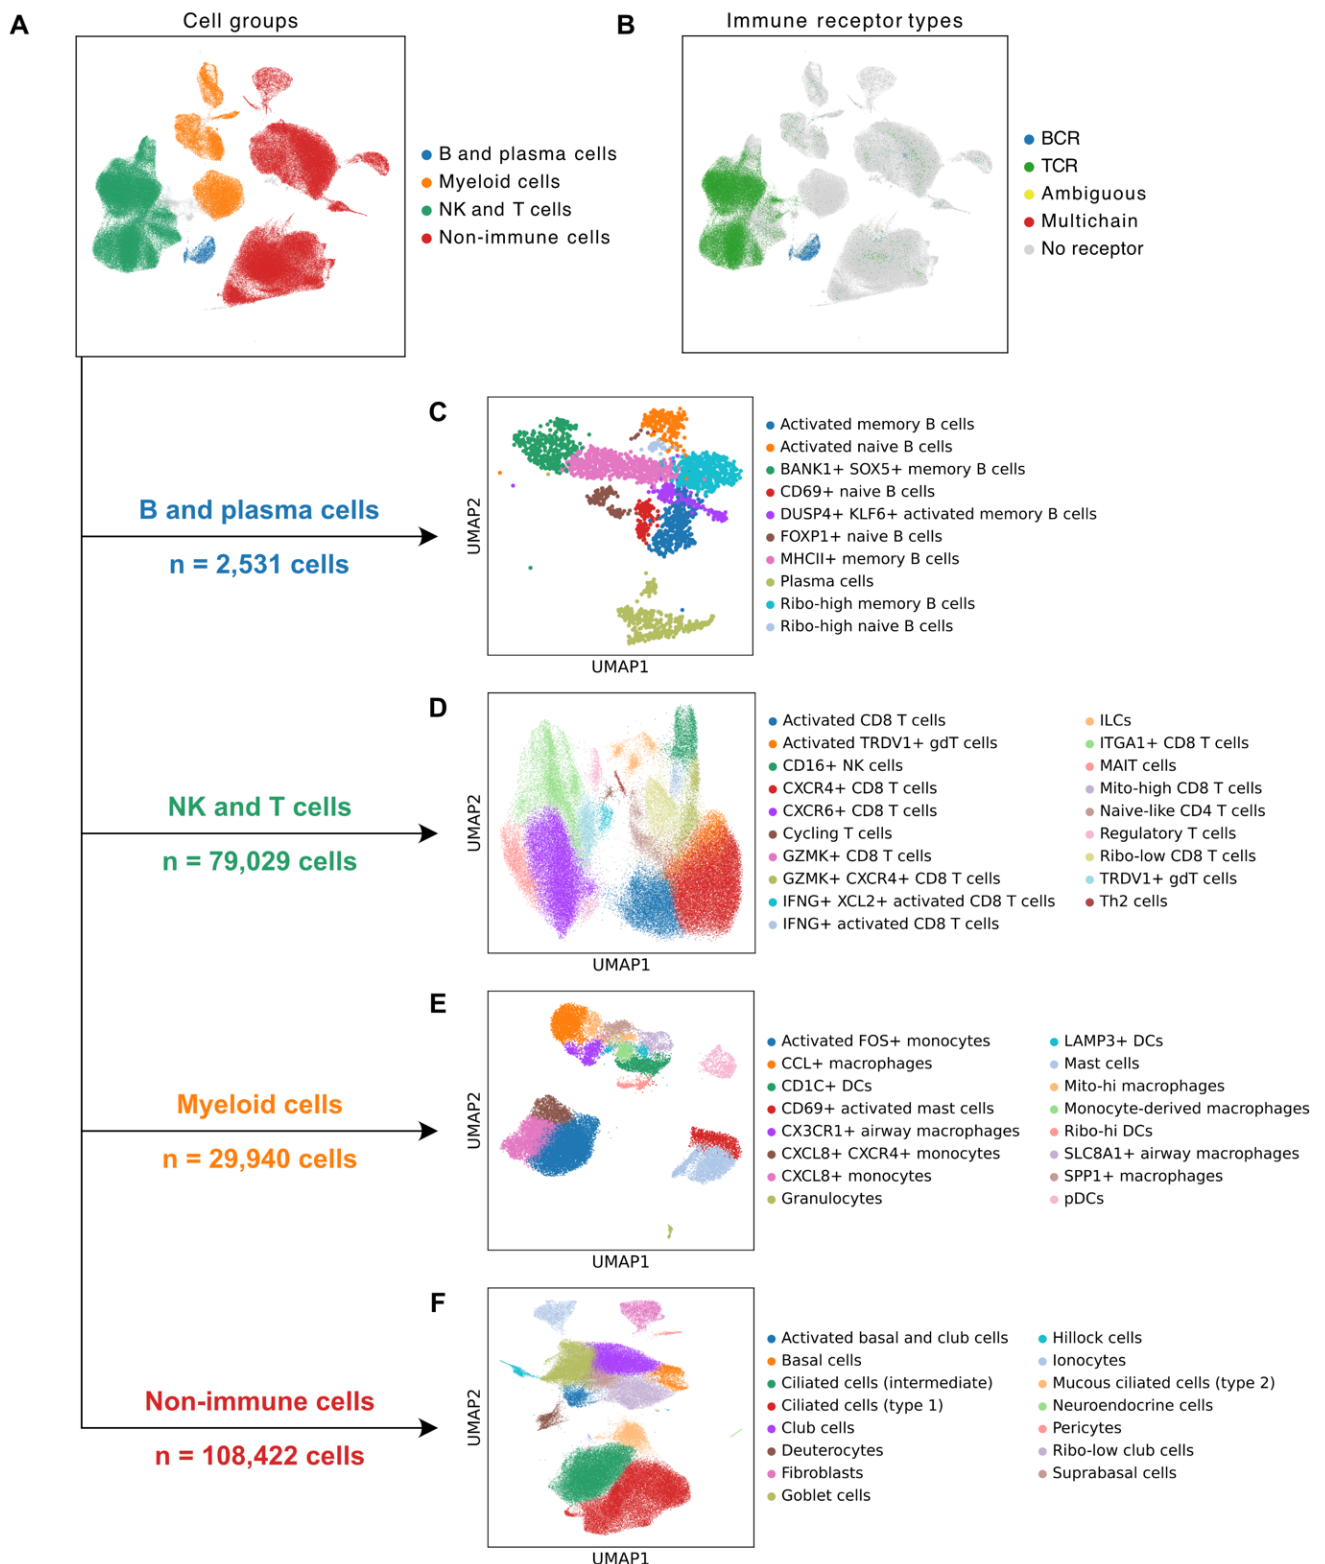 A
Cell groups
B and plasma cells
Myeloid cells
NK and T cells
Non-immune cells
B
Immune receptor types
BCR
TCR
Ambiguous
Multichain
No receptor
B and plasma cells
n = 2,531 cells
C
UMAP2
UMAP1
Activated memory B cells
Activated naive B cells
BANK1+ SOX5+ memory B cells
CD69+ naive B cells
DUSP4+ KLF6+ activated memory B cells
FOXP1+ naive B cells
MHCII+ memory B cells
Plasma cells
Ribo-high memory B cells
Ribo-high naive B cells
NK and T cells
n = 79,029 cells
D
UMAP2
UMAP1
Activated CD8 T cells
Activated TRDV1+ gdT cells
CD16+ NK cells
CXCR4+ CD8 T cells
CXCR6+ CD8 T cells
Cycling T cells
GZMK+ CD8 T cells
GZMK+ CXCR4+ CD8 T cells
IFNG+ XCL2+ activated CD8 T cells
IFNG+ activated CD8 T cells
ILCs
ITGA1+ CD8 T cells
MAIT cells
Mito-high CD8 T cells
Naive-like CD4 T cells
Regulatory T cells
Ribo-low CD8 T cells
TRDV1+ gdT cells
Th2 cells
Myeloid cells
n = 29,940 cells
E
UMAP2
UMAP1
Activated FOS+ monocytes
CCL+ macrophages
CD1C+ DCs
CD69+ activated mast cells
CX3CR1+ airway macrophages
CXCL8+ CXCR4+ monocytes
CXCL8+ monocytes
Granulocytes
LAMP3+ DCs
Mast cells
Mito-hi macrophages
Monocyte-derived macrophages
Ribo-hi DCs
SLC8A1+ airway macrophages
SPP1+ macrophages
pDCs
Non-immune cells
n = 108,422 cells
F
UMAP2
UMAP1
Activated basal and club cells
Basal cells
Ciliated cells (intermediate)
Ciliated cells (type 1)
Club cells
Deuterocytes
Fibroblasts
Goblet cells
Hillock cells
Ionocytes
Mucous ciliated cells (type 2)
Neuroendocrine cells
Pericytes
Ribo-low club cells
Suprabasal cells